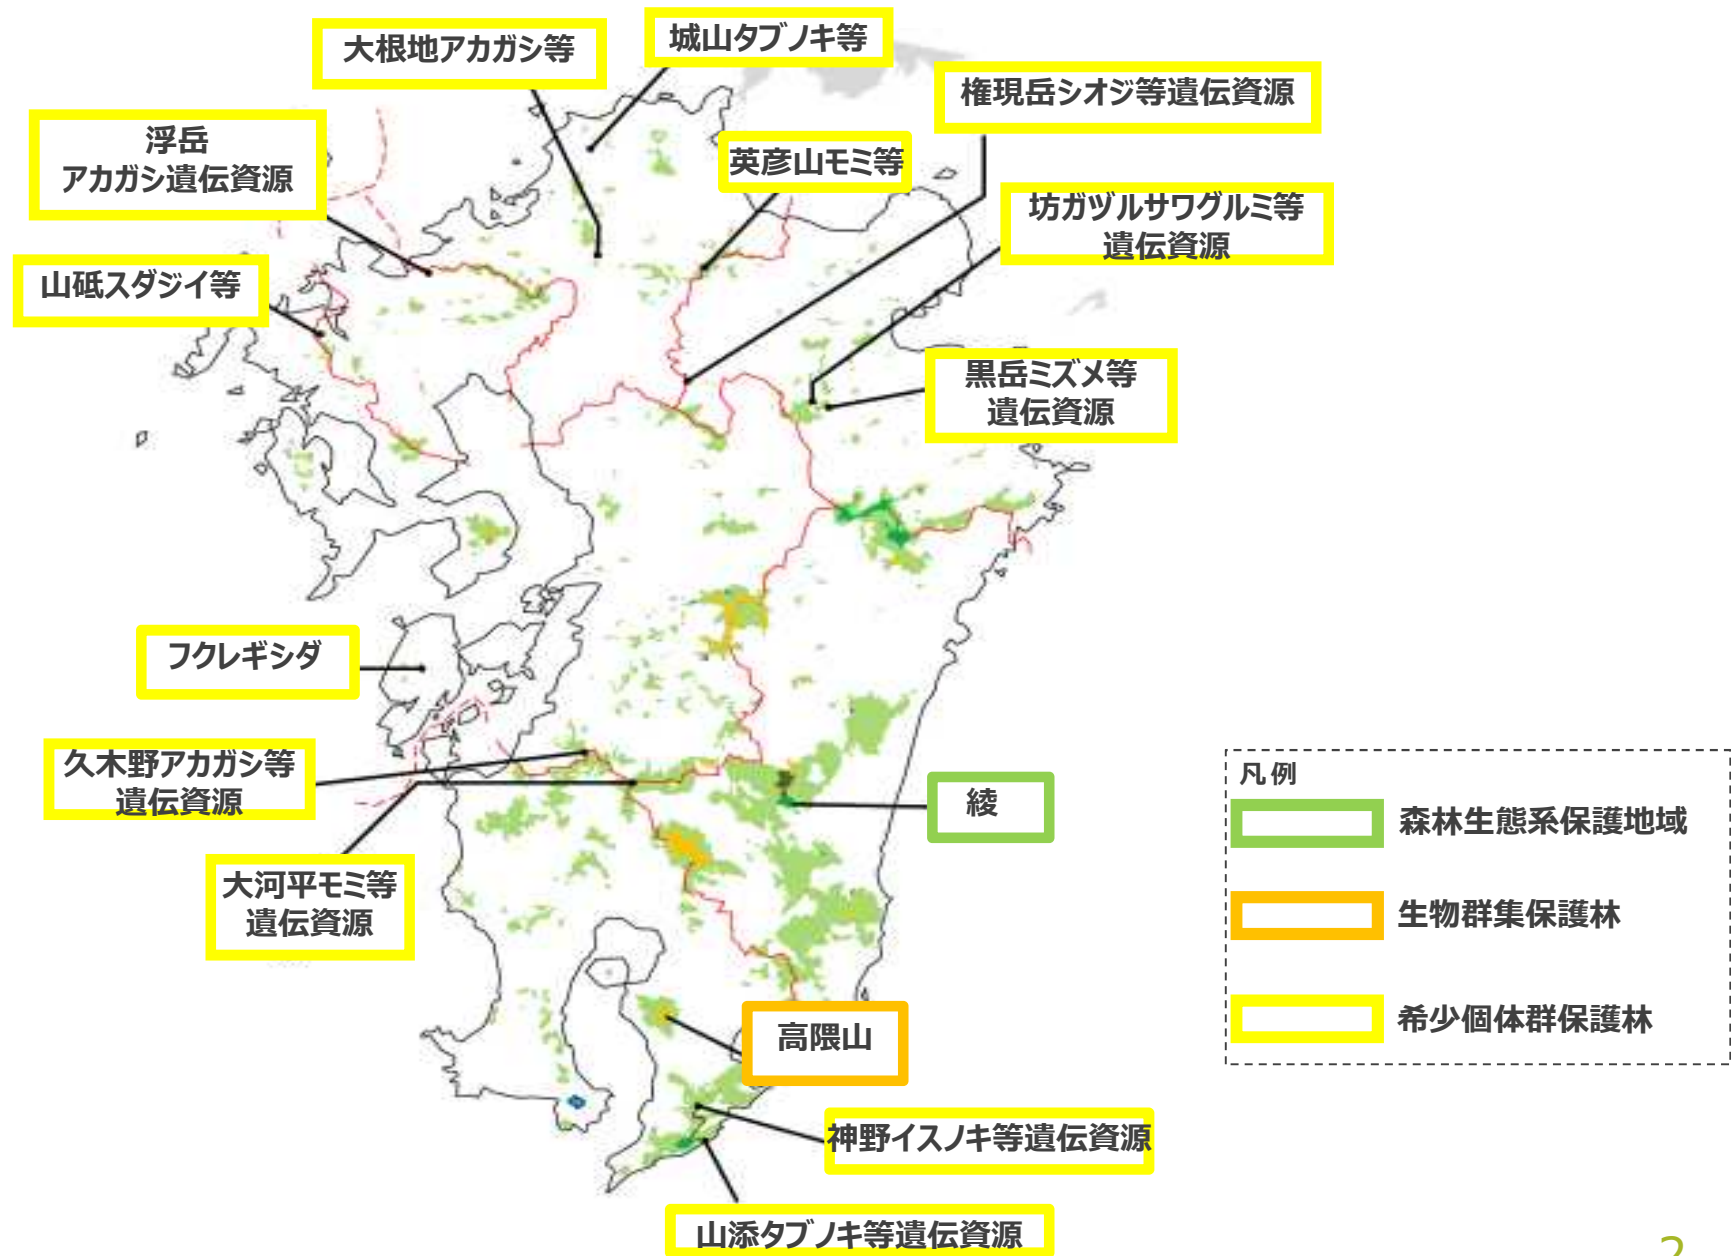 大根地アカガシ等
城山タブノキ等
権現岳シオジ等遺伝資源
浮岳
アカガシ遺伝資源
英彦山モミ等
坊ガヅルサワグルミ等
遺伝資源
山砥スダジイ等
黒岳ミズメ等
遺伝資源
フクレギシダ
久木野アカガシ等
遺伝資源
綾
大河平モミ等
遺伝資源
高隈山
神野イスノキ等遺伝資源
山添タブノキ等遺伝資源
凡例
森林生態系保護地域
生物群集保護林
希少個体群保護林
2